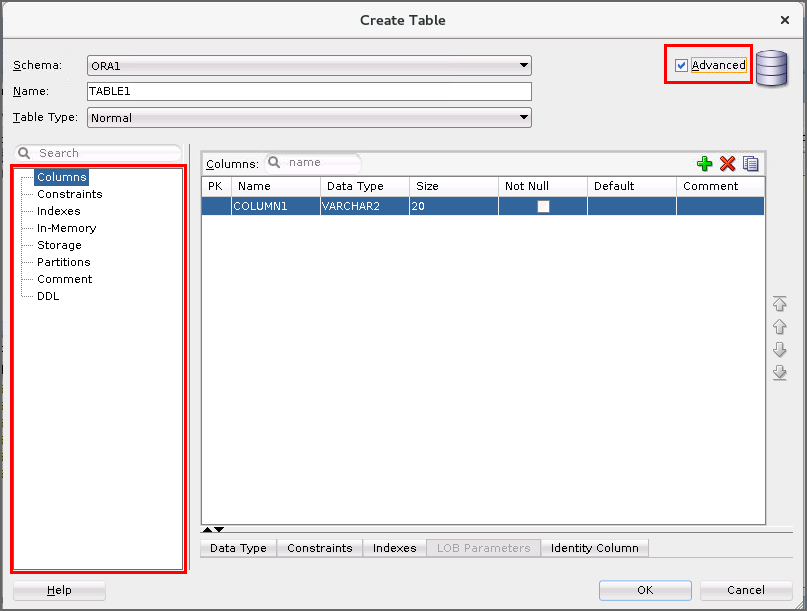 Create Table
Schema: ORA1 Advanced
Name: TABLE1
Table Type: Normal
Search
Columns
Constraints
Indexes
In-Memory
Storage
Partitions
Comment
DDL
Columns: name
PK Name Data Type Size Not Null Default Comment
COLUMN1 VARCHAR2 20
Data Type Constraints Indexes LOB Parameters Identity Column
Help OK Cancel